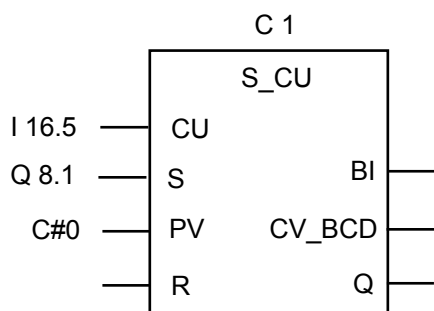 C 1
S_CU
I 16.5 CU
Q 8.1 S BI
C#0 PV CV_BCD
R Q